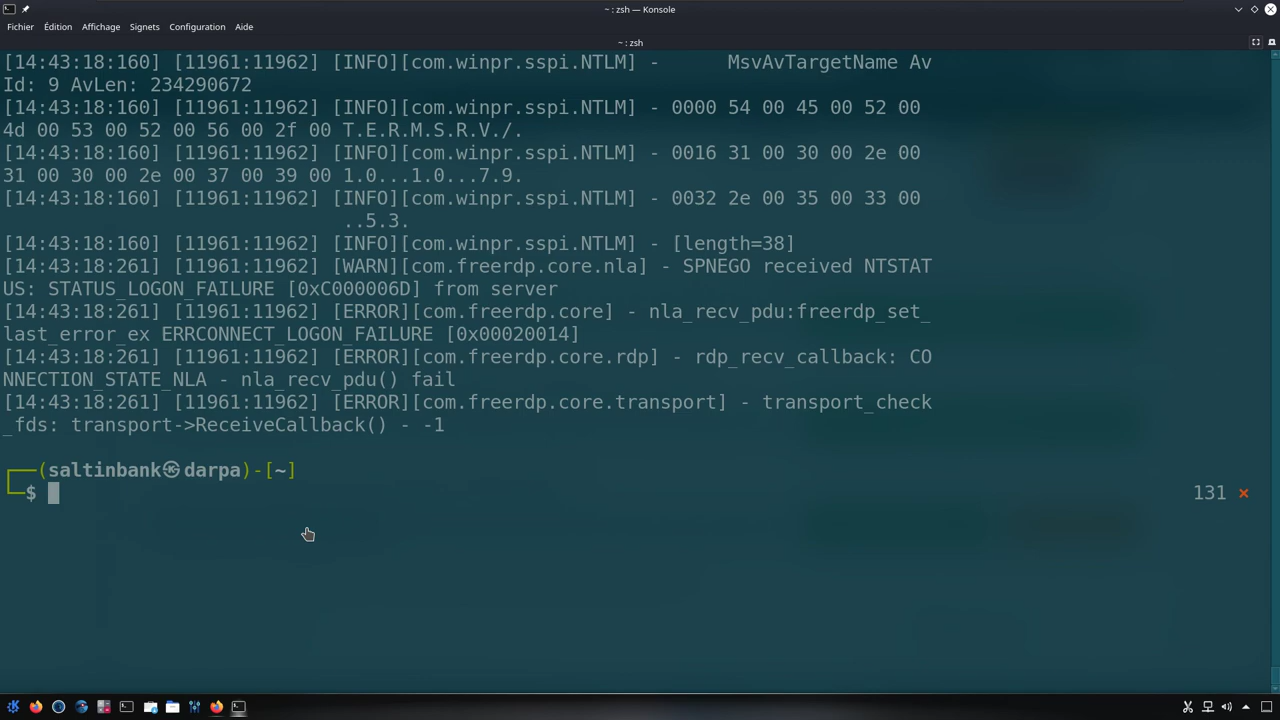 ~ : zsh — Konsole
Fichier Édition Affichage Signets Configuration Aide
~ : zsh
[14:43:18:160] [11961:11962] [INFO][com.winpr.sspi.NTLM] -      MsvAvTargetName Av
Id: 9 AvLen: 234290672
[14:43:18:160] [11961:11962] [INFO][com.winpr.sspi.NTLM] - 0000 54 00 45 00 52 00
4d 00 53 00 52 00 56 00 2f 00 T.E.R.M.S.R.V./.
[14:43:18:160] [11961:11962] [INFO][com.winpr.sspi.NTLM] - 0016 31 00 30 00 2e 00
31 00 30 00 2e 00 37 00 39 00 1.0...1.0...7.9.
[14:43:18:160] [11961:11962] [INFO][com.winpr.sspi.NTLM] - 0032 2e 00 35 00 33 00
..5.3.
[14:43:18:160] [11961:11962] [INFO][com.winpr.sspi.NTLM] - [length=38]
[14:43:18:261] [11961:11962] [WARN][com.freerdp.core.nla] - SPNEGO received NTSTAT
US: STATUS_LOGON_FAILURE [0xC000006D] from server
[14:43:18:261] [11961:11962] [ERROR][com.freerdp.core] - nla_recv_pdu:freerdp_set_
last_error_ex ERRCONNECT_LOGON_FAILURE [0x00020014]
[14:43:18:261] [11961:11962] [ERROR][com.freerdp.core.rdp] - rdp_recv_callback: CO
NNECTION_STATE_NLA - nla_recv_pdu() fail
[14:43:18:261] [11961:11962] [ERROR][com.freerdp.core.transport] - transport_check
_fds: transport->ReceiveCallback() - -1
┌──(saltinbank㉿darpa)-[~]
└─$ 131 ⨯